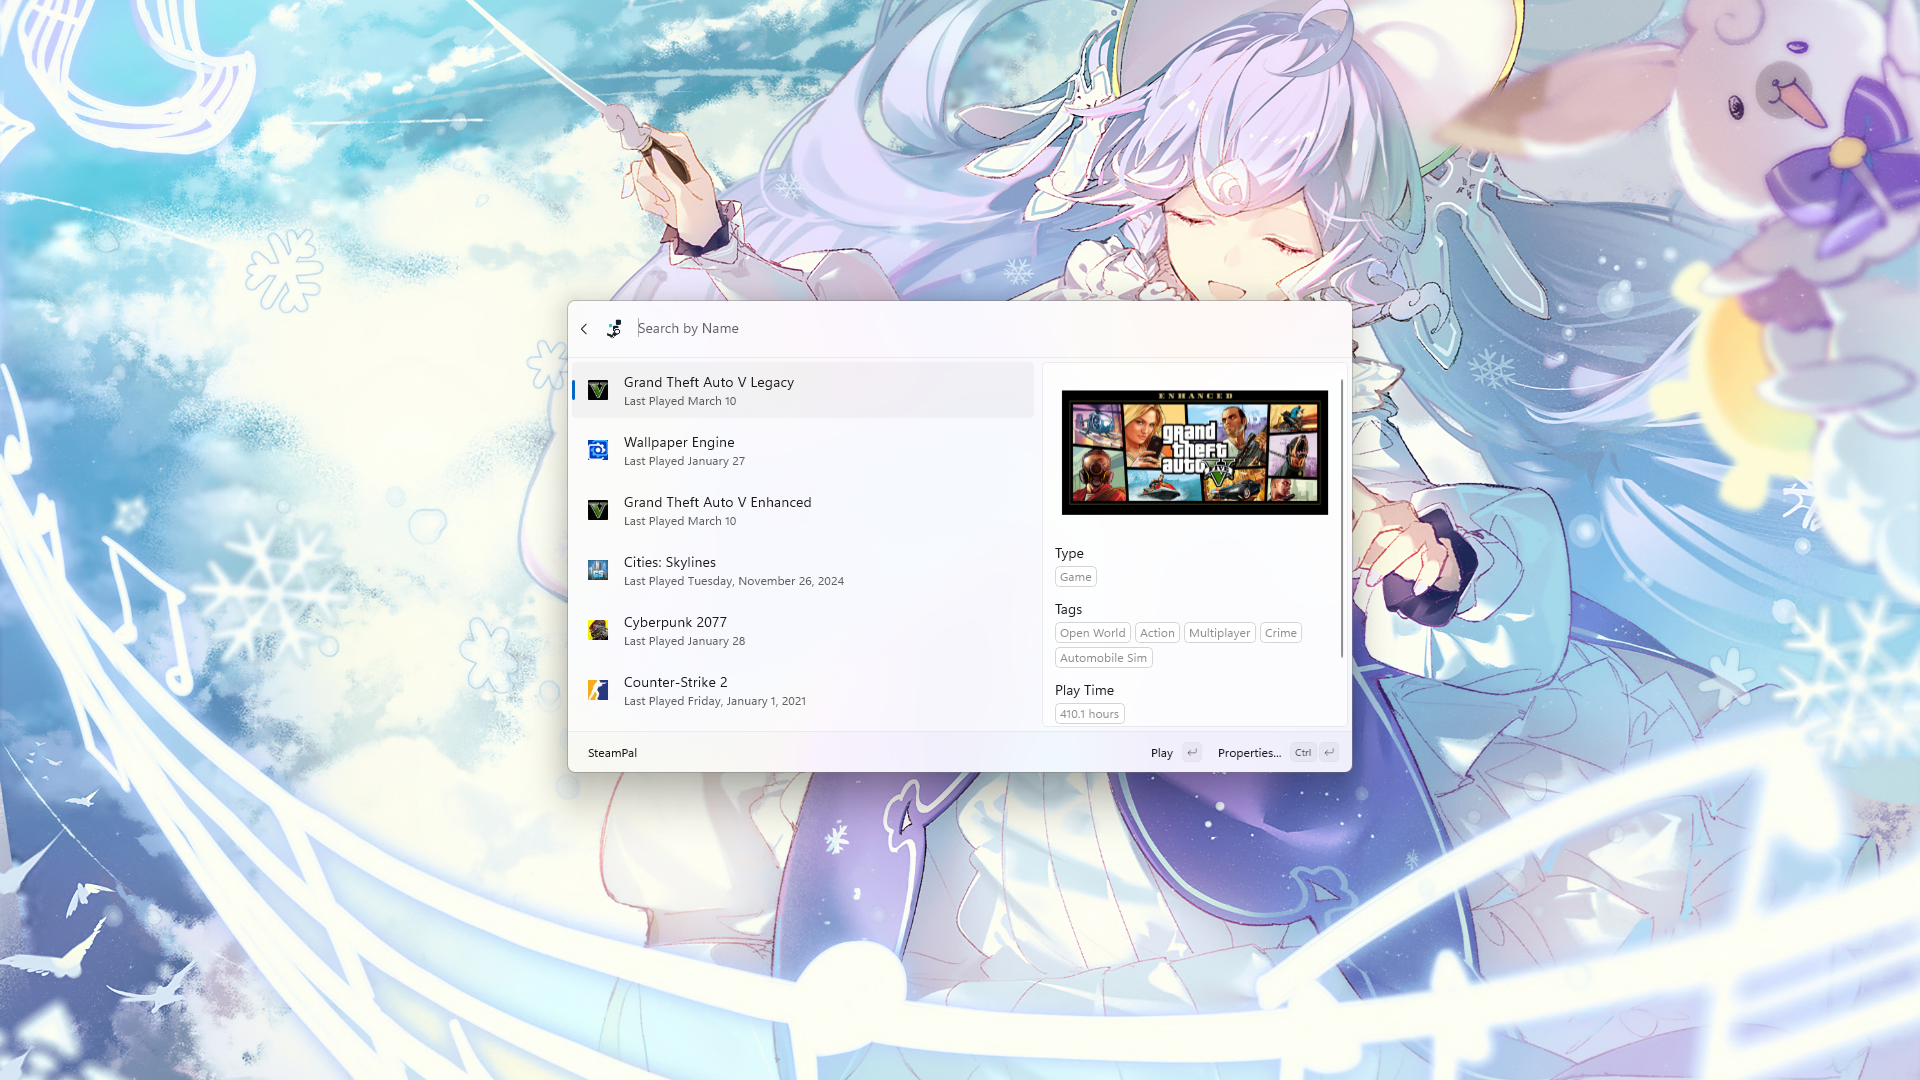 Search by Name
Grand Theft Auto V Legacy
Last Played March 10
Wallpaper Engine
Last Played January 27
Grand Theft Auto V Enhanced
Last Played March 10
Cities: Skylines
Last Played Tuesday, November 26, 2024
Cyberpunk 2077
Last Played January 28
Counter-Strike 2
Last Played Friday, January 1, 2021
ENHANCED
grand
theft
auto V
Type
Game
Tags
Open World Action Multiplayer Crime
Automobile Sim
Play Time
410.1 hours
SteamPal
Play Properties... Ctrl